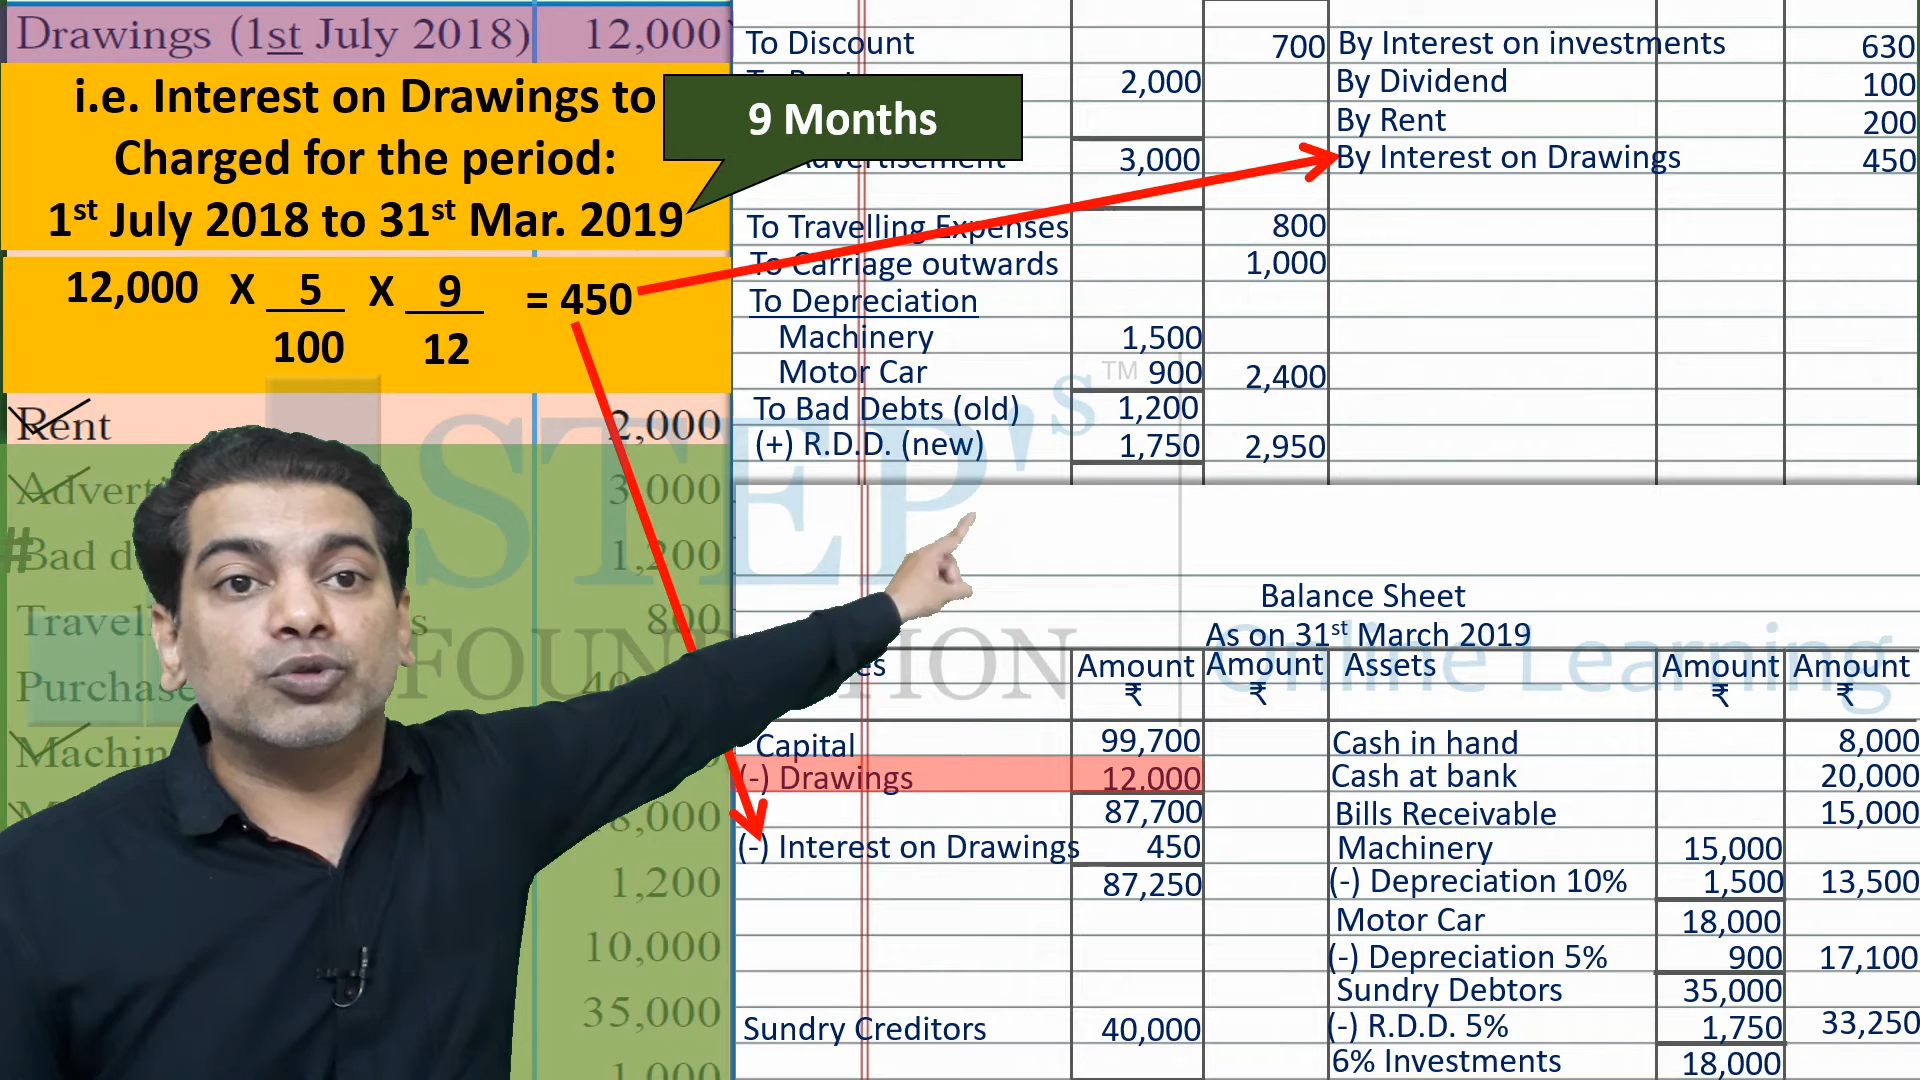 Drawings (1st July 2018) 12,000
i.e. Interest on Drawings to
Charged for the period:
1st July 2018 to 31st Mar. 2019
9 Months
12,000 X 5/100 X 9/12 = 450
Rent 2,000
3,000
# Bad 1,200
800
Purchase
1,200
10,000
35,000
1,000
To Discount 700 By Interest on investments 630
2,000 By Dividend 100
By Rent 200
3,000 By Interest on Drawings 450
To Travelling Expenses 800
To Carriage outwards 1,000
To Depreciation
Machinery 1,500
Motor Car 900 2,400
To Bad Debts (old) 1,200
(+) R.D.D. (new) 1,750 2,950
STEP's™
FOUNDATION Online Learning
Balance Sheet
As on 31st March 2019
Amount ₹ Amount ₹ Assets Amount ₹ Amount ₹
Capital 99,700 Cash in hand 8,000
(-) Drawings 12,000 Cash at bank 20,000
87,700 Bills Receivable 15,000
(-) Interest on Drawings 450 Machinery 15,000
87,250 (-) Depreciation 10% 1,500 13,500
Motor Car 18,000
(-) Depreciation 5% 900 17,100
Sundry Debtors 35,000
Sundry Creditors 40,000 (-) R.D.D. 5% 1,750 33,250
6% Investments 18,000